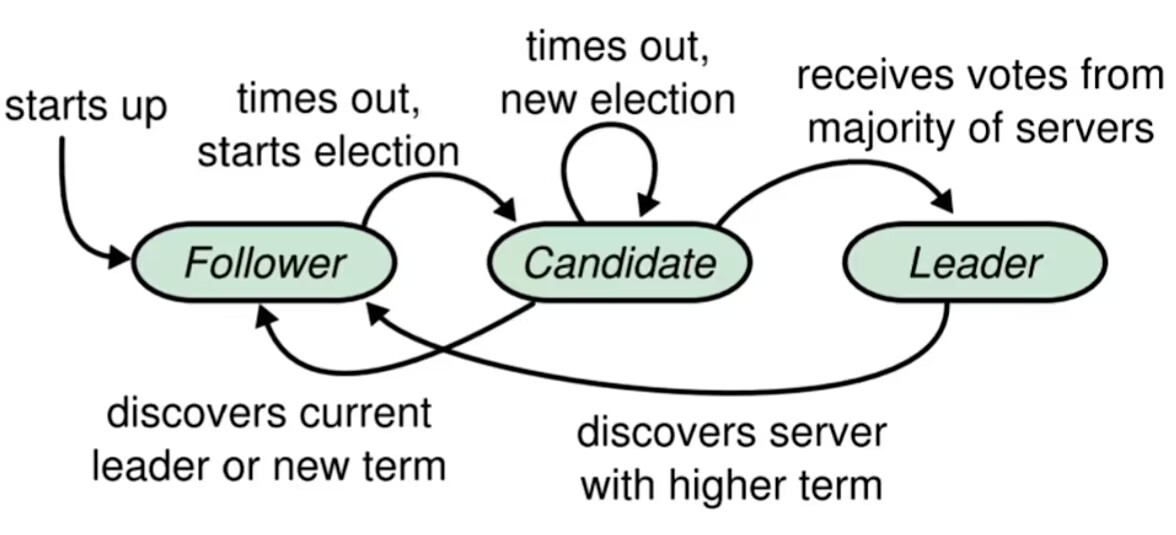 starts up
times out,
starts election
times out,
new election
receives votes from
majority of servers
Follower
Candidate
Leader
discovers current
leader or new term
discovers server
with higher term